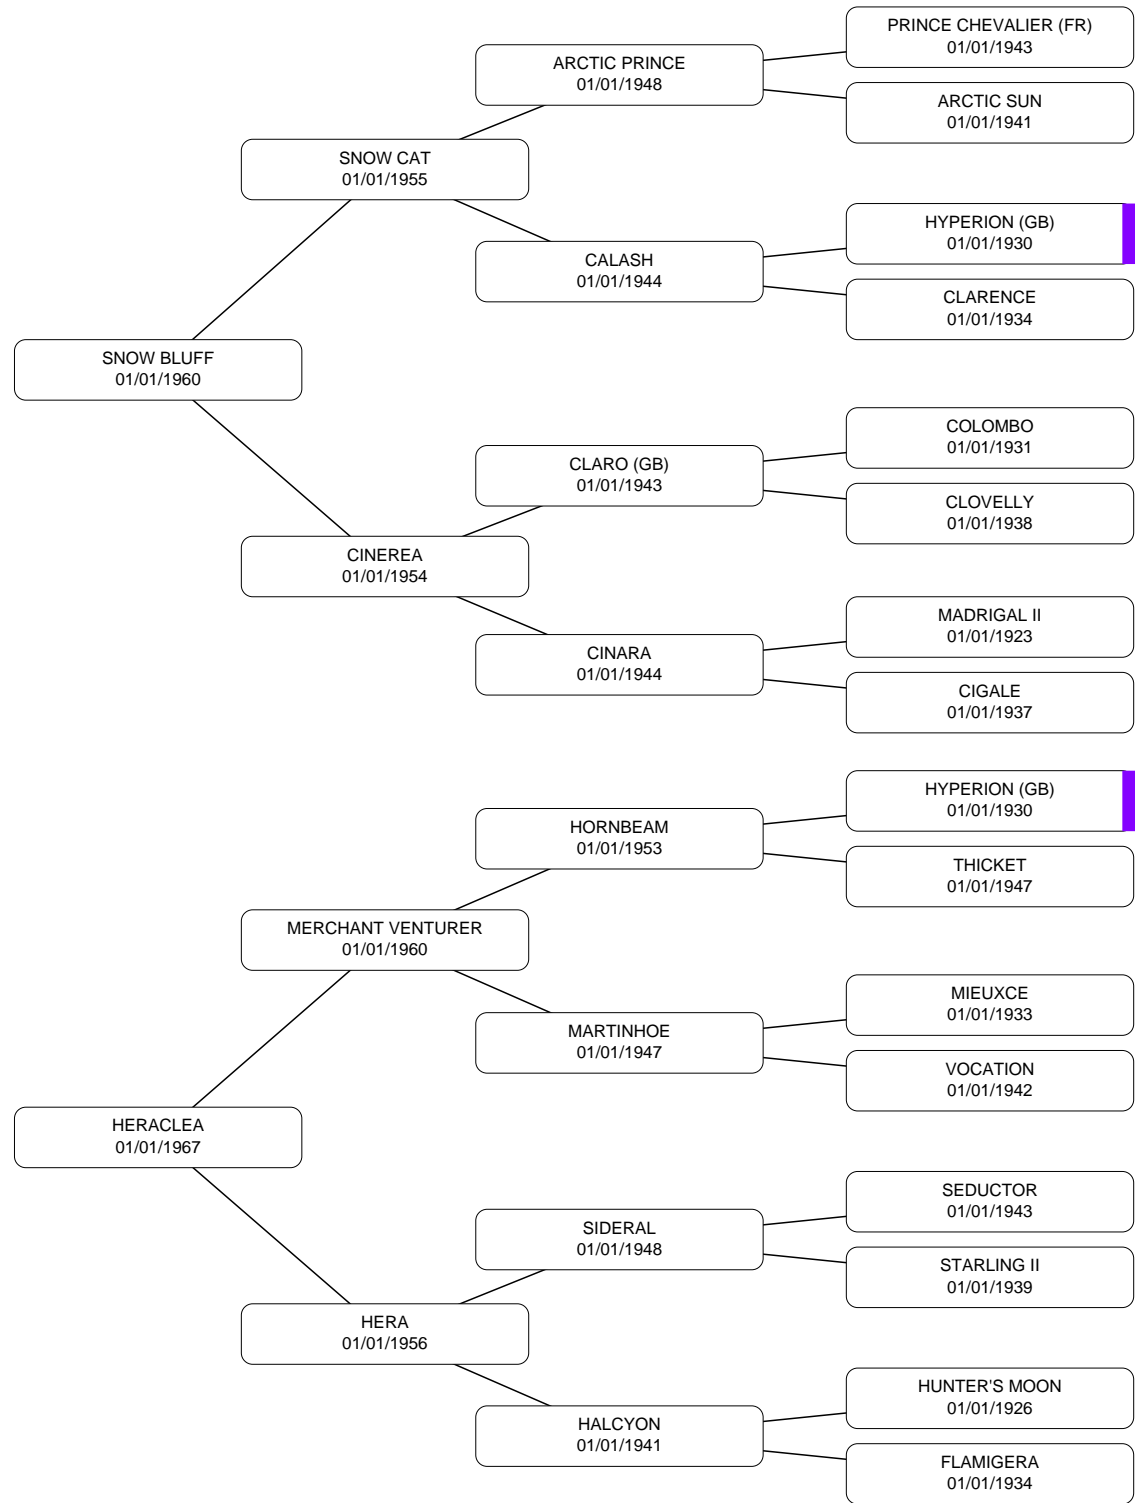 PRINCE CHEVALIER (FR)
01/01/1943
ARCTIC PRINCE
01/01/1948
ARCTIC SUN
01/01/1941
SNOW CAT
01/01/1955
HYPERION (GB)
01/01/1930
CALASH
01/01/1944
CLARENCE
01/01/1934
SNOW BLUFF
01/01/1960
COLOMBO
01/01/1931
CLARO (GB)
01/01/1943
CLOVELLY
01/01/1938
CINEREA
01/01/1954
MADRIGAL II
01/01/1923
CINARA
01/01/1944
CIGALE
01/01/1937
HYPERION (GB)
01/01/1930
HORNBEAM
01/01/1953
THICKET
01/01/1947
MERCHANT VENTURER
01/01/1960
MIEUXCE
01/01/1933
MARTINHOE
01/01/1947
VOCATION
01/01/1942
HERACLEA
01/01/1967
SEDUCTOR
01/01/1943
SIDERAL
01/01/1948
STARLING II
01/01/1939
HERA
01/01/1956
HUNTER'S MOON
01/01/1926
HALCYON
01/01/1941
FLAMIGERA
01/01/1934